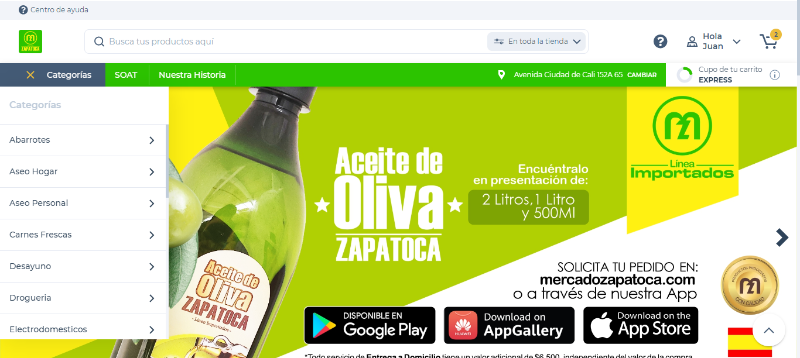 Centro de ayuda
ZAPATOCA
Busca tus productos aquí
En toda la tienda
Hola
Juan
2
Categorías
SOAT
Nuestra Historia
Avenida Ciudad de Cali 152A 65 CAMBIAR
Cupo de tu carrito
EXPRESS
Categorías
Abarrotes
Aseo Hogar
Aseo Personal
Carnes Frescas
Desayuno
Drogueria
Electrodomesticos
Aceite de
Oliva
ZAPATOCA
Encuéntralo
en presentación de:
2 Litros, 1 Litro
y 500Ml
Línea
Importados
Aceite de
Oliva
ZAPATOCA
SOLICITA TU PEDIDO EN:
mercadozapatoca.com
o a través de nuestra App
DISPONIBLE EN
Google Play
HUAWEI
Download on
AppGallery
Download on the
App Store
*Todo servicio de Entrega a Domicilio tiene un valor adicional de $6.500, independiente del valor de la compra